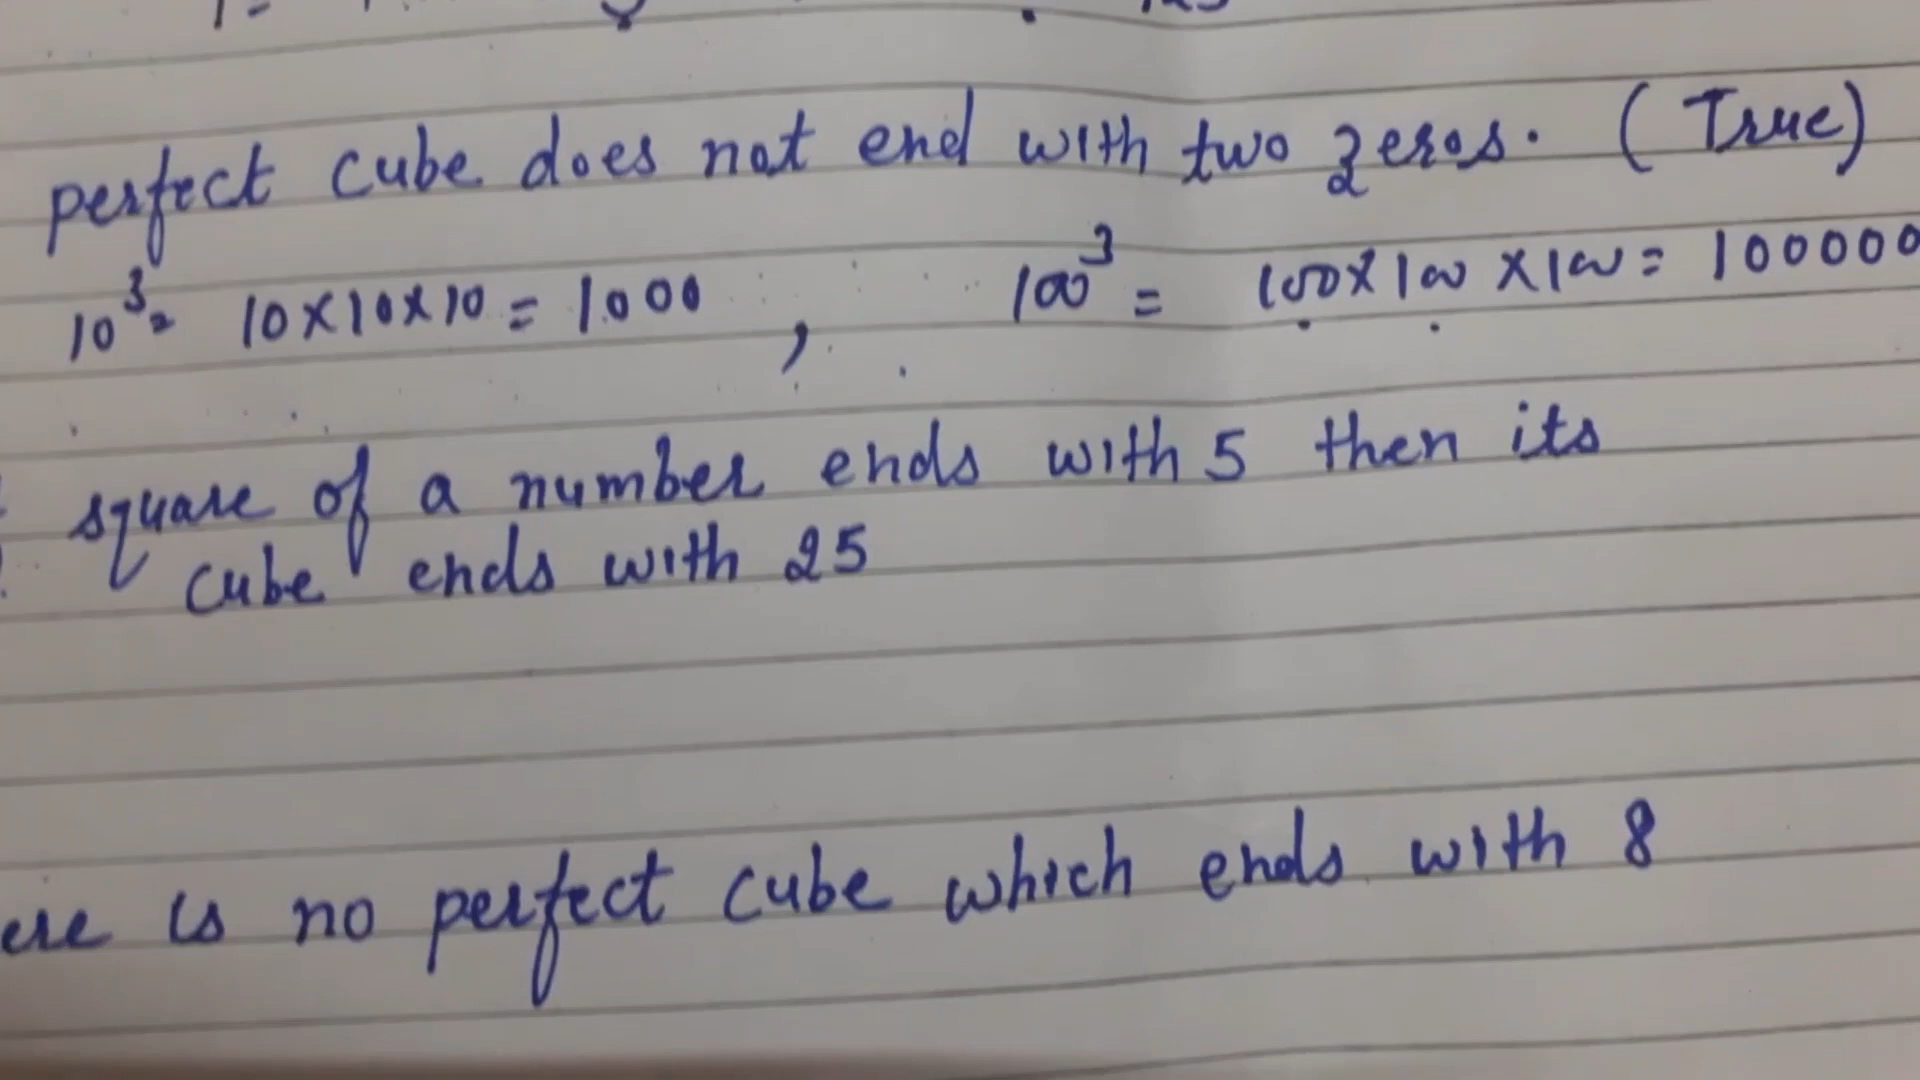 perfect cube does not end with two zeros. (True)
10³= 10×10×10 = 1000 , 100³ = 100×100×100= 100000
square of a number ends with 5 then its
cube ends with 25
ere is no perfect cube which ends with 8